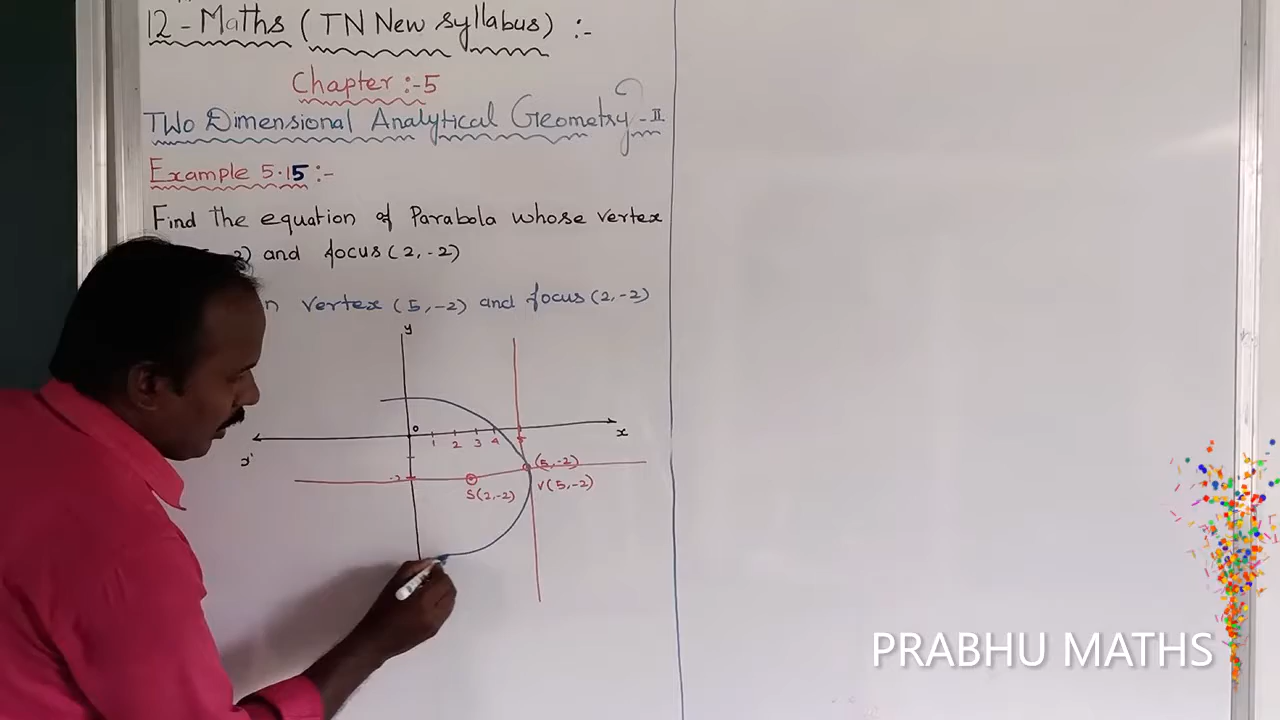 12 - Maths (TN New syllabus) :-
Chapter :- 5
Two Dimensional Analytical Geometry - II
Example 5.15 :-
Find the equation of Parabola whose vertex
2) and focus (2, -2)
n vertex (5, -2) and focus (2, -2)
y
o
x
x'
1 2 3 4 5
-2
(5, -2)
S(2, -2)
V(5, -2)
PRABHU MATHS